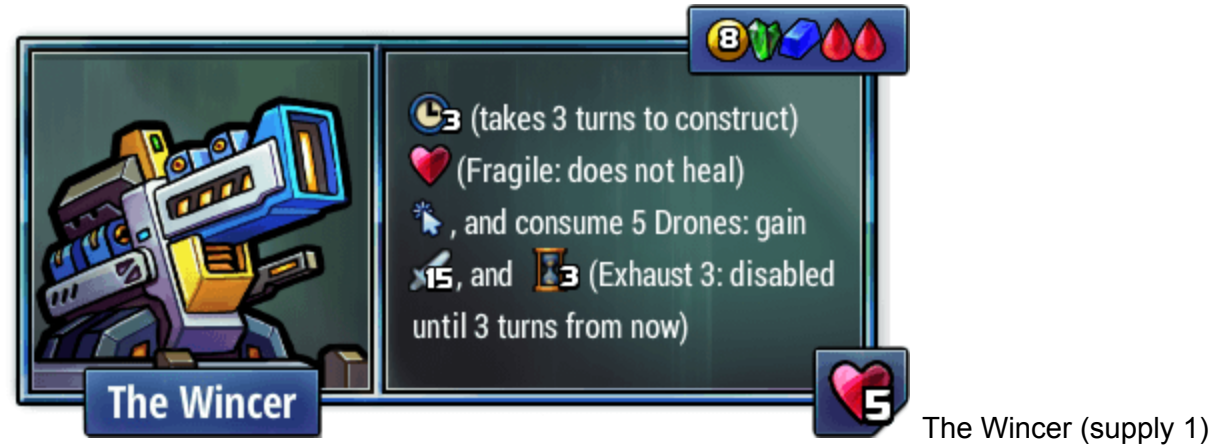 8
3 (takes 3 turns to construct)
(Fragile: does not heal)
, and consume 5 Drones: gain
15, and 3 (Exhaust 3: disabled
until 3 turns from now)
The Wincer
5
The Wincer (supply 1)